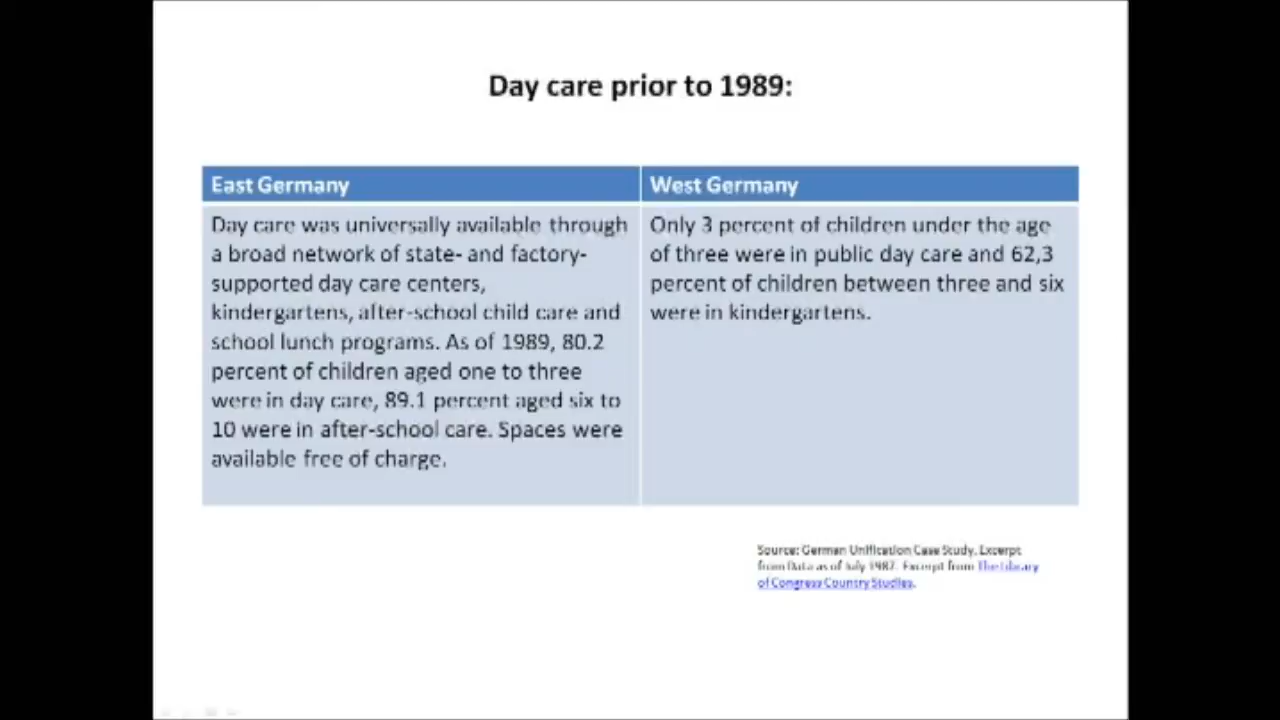 Day care prior to 1989:
East Germany
Day care was universally available through
a broad network of state- and factory-
supported day care centers,
kindergartens, after-school child care and
school lunch programs. As of 1989, 80.2
percent of children aged one to three
were in day care, 89.1 percent aged six to
10 were in after-school care. Spaces were
available free of charge.
West Germany
Only 3 percent of children under the age
of three were in public day care and 62,3
percent of children between three and six
were in kindergartens.
Source: German Unification Case Study. Excerpt
from Data as of July 1987. Excerpt from The Library
of Congress Country Studies.